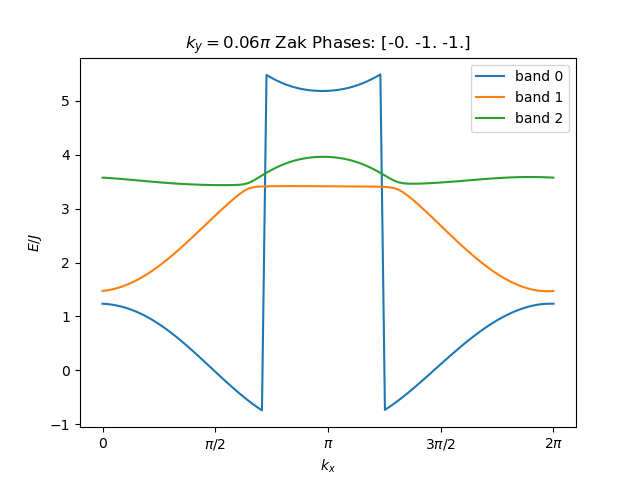 k_y = 0.06π Zak Phases: [-0. -1. -1.]
band 0
band 1
band 2
5
4
3
2
1
0
−1
E/J
0
π/2
π
3π/2
2π
k_x